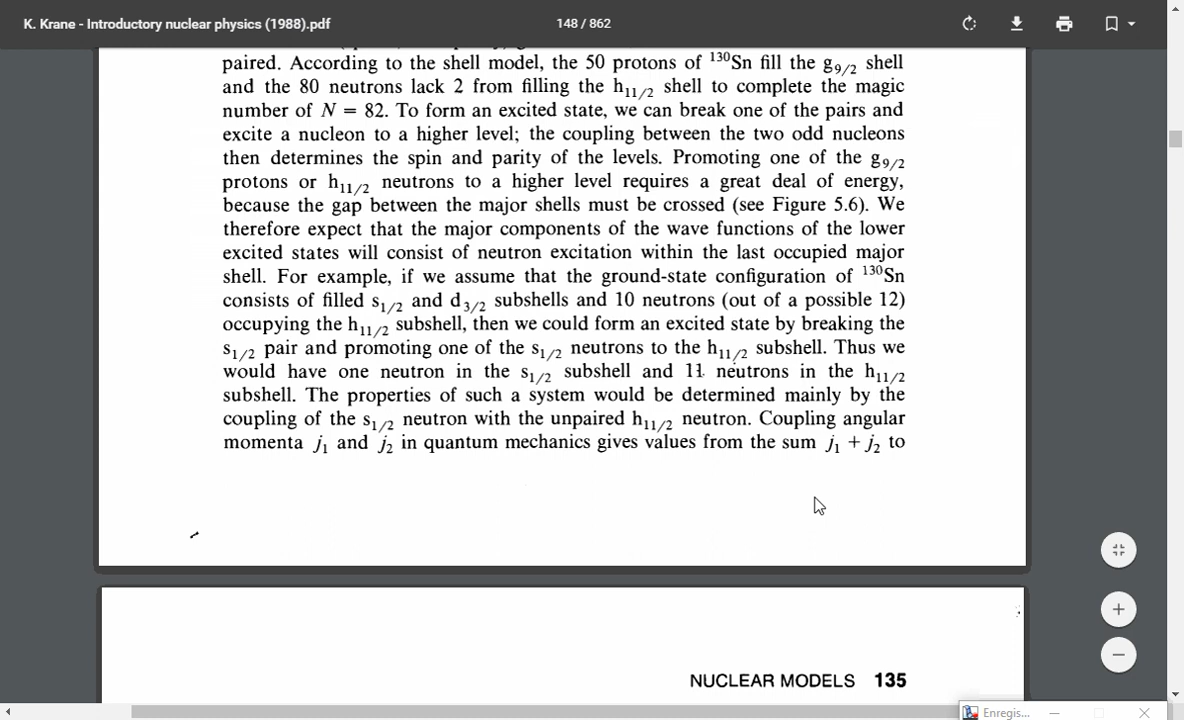 K. Krane - Introductory nuclear physics (1988).pdf
148 / 862
paired. According to the shell model, the 50 protons of ¹³⁰Sn fill the g₉/₂ shell
and the 80 neutrons lack 2 from filling the h₁₁/₂ shell to complete the magic
number of N = 82. To form an excited state, we can break one of the pairs and
excite a nucleon to a higher level; the coupling between the two odd nucleons
then determines the spin and parity of the levels. Promoting one of the g₉/₂
protons or h₁₁/₂ neutrons to a higher level requires a great deal of energy,
because the gap between the major shells must be crossed (see Figure 5.6). We
therefore expect that the major components of the wave functions of the lower
excited states will consist of neutron excitation within the last occupied major
shell. For example, if we assume that the ground-state configuration of ¹³⁰Sn
consists of filled s₁/₂ and d₃/₂ subshells and 10 neutrons (out of a possible 12)
occupying the h₁₁/₂ subshell, then we could form an excited state by breaking the
s₁/₂ pair and promoting one of the s₁/₂ neutrons to the h₁₁/₂ subshell. Thus we
would have one neutron in the s₁/₂ subshell and 11 neutrons in the h₁₁/₂
subshell. The properties of such a system would be determined mainly by the
coupling of the s₁/₂ neutron with the unpaired h₁₁/₂ neutron. Coupling angular
momenta j₁ and j₂ in quantum mechanics gives values from the sum j₁ + j₂ to
NUCLEAR MODELS 135
Enregis...